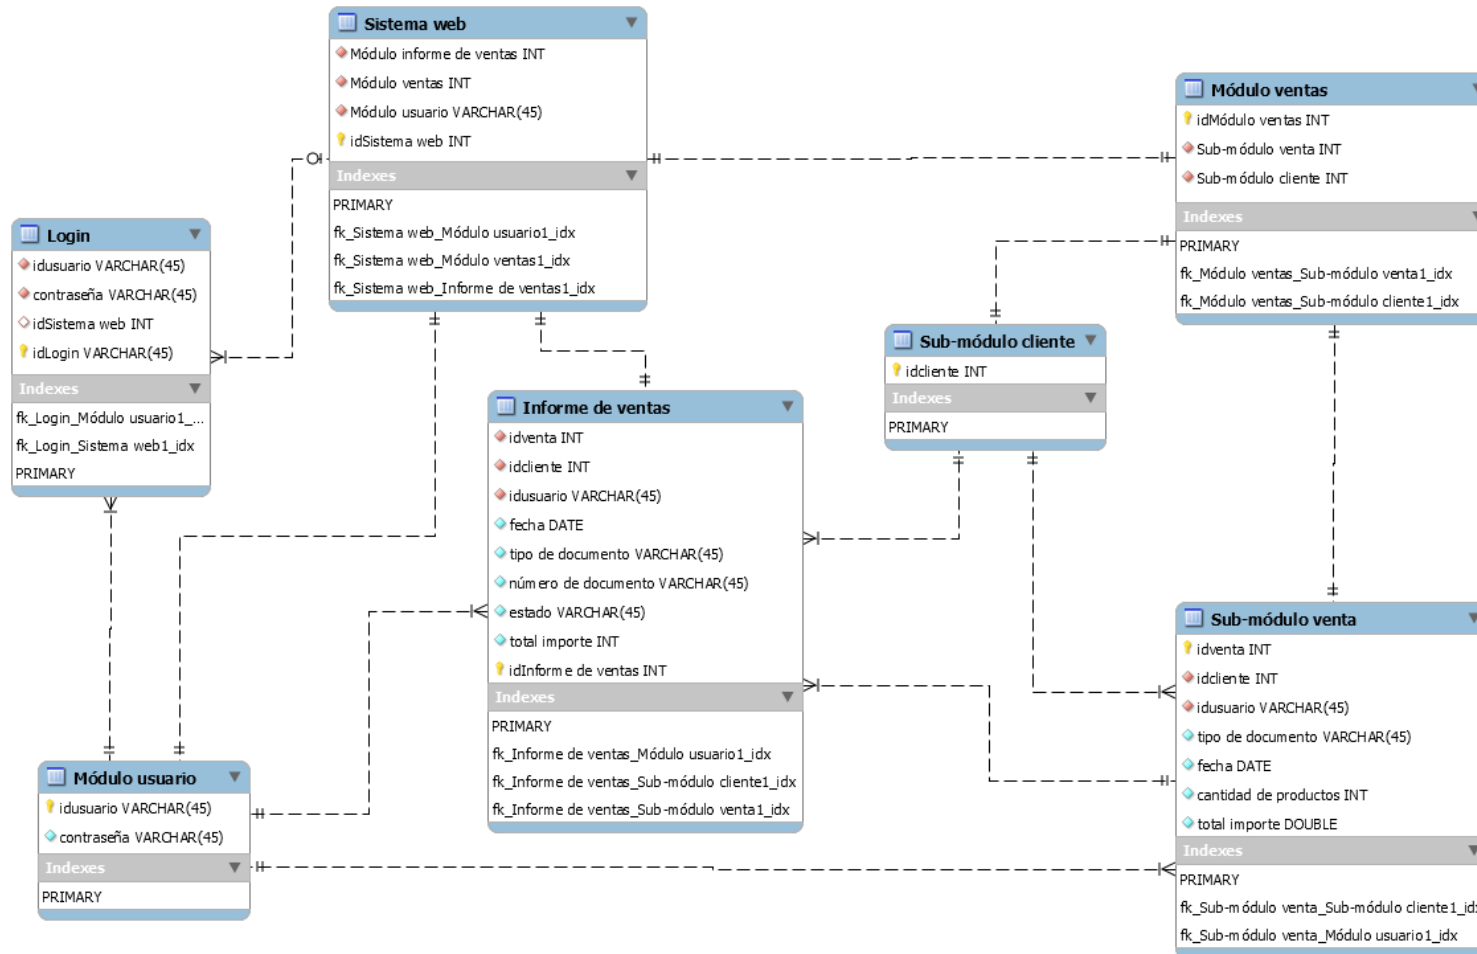 Sistema web
Módulo informe de ventas INT
Módulo ventas INT
Módulo usuario VARCHAR(45)
idSistema web INT
Indexes
PRIMARY
fk_Sistema web_Módulo usuario1_idx
fk_Sistema web_Módulo ventas1_idx
fk_Sistema web_Informe de ventas1_idx
Módulo ventas
idMódulo ventas INT
Sub-módulo venta INT
Sub-módulo cliente INT
Indexes
PRIMARY
fk_Módulo ventas_Sub-módulo venta1_idx
fk_Módulo ventas_Sub-módulo cliente1_idx
Login
idusuario VARCHAR(45)
contraseña VARCHAR(45)
idSistema web INT
idLogin VARCHAR(45)
Indexes
fk_Login_Módulo usuario1_...
fk_Login_Sistema web1_idx
PRIMARY
Sub-módulo cliente
idcliente INT
Indexes
PRIMARY
Informe de ventas
idventa INT
idcliente INT
idusuario VARCHAR(45)
fecha DATE
tipo de documento VARCHAR(45)
número de documento VARCHAR(45)
estado VARCHAR(45)
total importe INT
idInforme de ventas INT
Indexes
PRIMARY
fk_Informe de ventas_Módulo usuario1_idx
fk_Informe de ventas_Sub-módulo cliente1_idx
fk_Informe de ventas_Sub-módulo venta1_idx
Sub-módulo venta
idventa INT
idcliente INT
idusuario VARCHAR(45)
tipo de documento VARCHAR(45)
fecha DATE
cantidad de productos INT
total importe DOUBLE
Indexes
PRIMARY
fk_Sub-módulo venta_Sub-módulo cliente1_id
fk_Sub-módulo venta_Módulo usuario1_idx
Módulo usuario
idusuario VARCHAR(45)
contraseña VARCHAR(45)
Indexes
PRIMARY